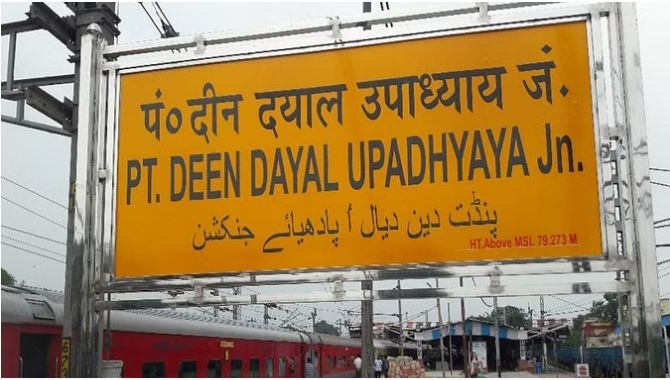 पं० दीन दयाल उपाध्याय जं.
PT. DEEN DAYAL UPADHYAYA Jn.
پنڈت دین دیال اُ پادھیائے جنکشن
HT.Above MSL 79.273 M